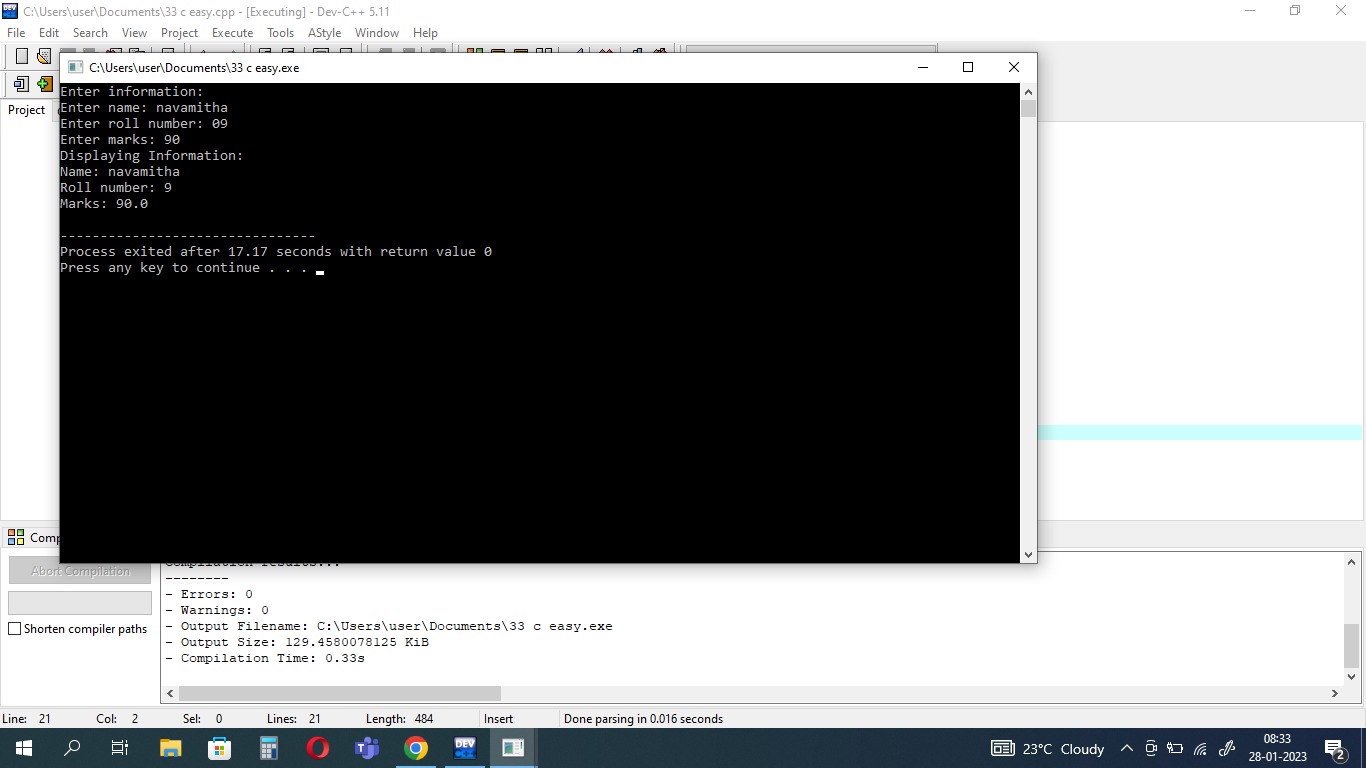 C:\Users\user\Documents\33 c easy.cpp - [Executing] - Dev-C++ 5.11
File Edit Search View Project Execute Tools AStyle Window Help
C:\Users\user\Documents\33 c easy.exe
Project
Enter information:
Enter name: navamitha
Enter roll number: 09
Enter marks: 90
Displaying Information:
Name: navamitha
Roll number: 9
Marks: 90.0
--------------------------------
Process exited after 17.17 seconds with return value 0
Press any key to continue . . .
Comp
Abort Compilation
Shorten compiler paths
Compilation results...
--------
- Errors: 0
- Warnings: 0
- Output Filename: C:\Users\user\Documents\33 c easy.exe
- Output Size: 129.4580078125 KiB
- Compilation Time: 0.33s
Line: 21 Col: 2 Sel: 0 Lines: 21 Length: 484 Insert Done parsing in 0.016 seconds
DEV
23°C Cloudy
08:33
28-01-2023
2